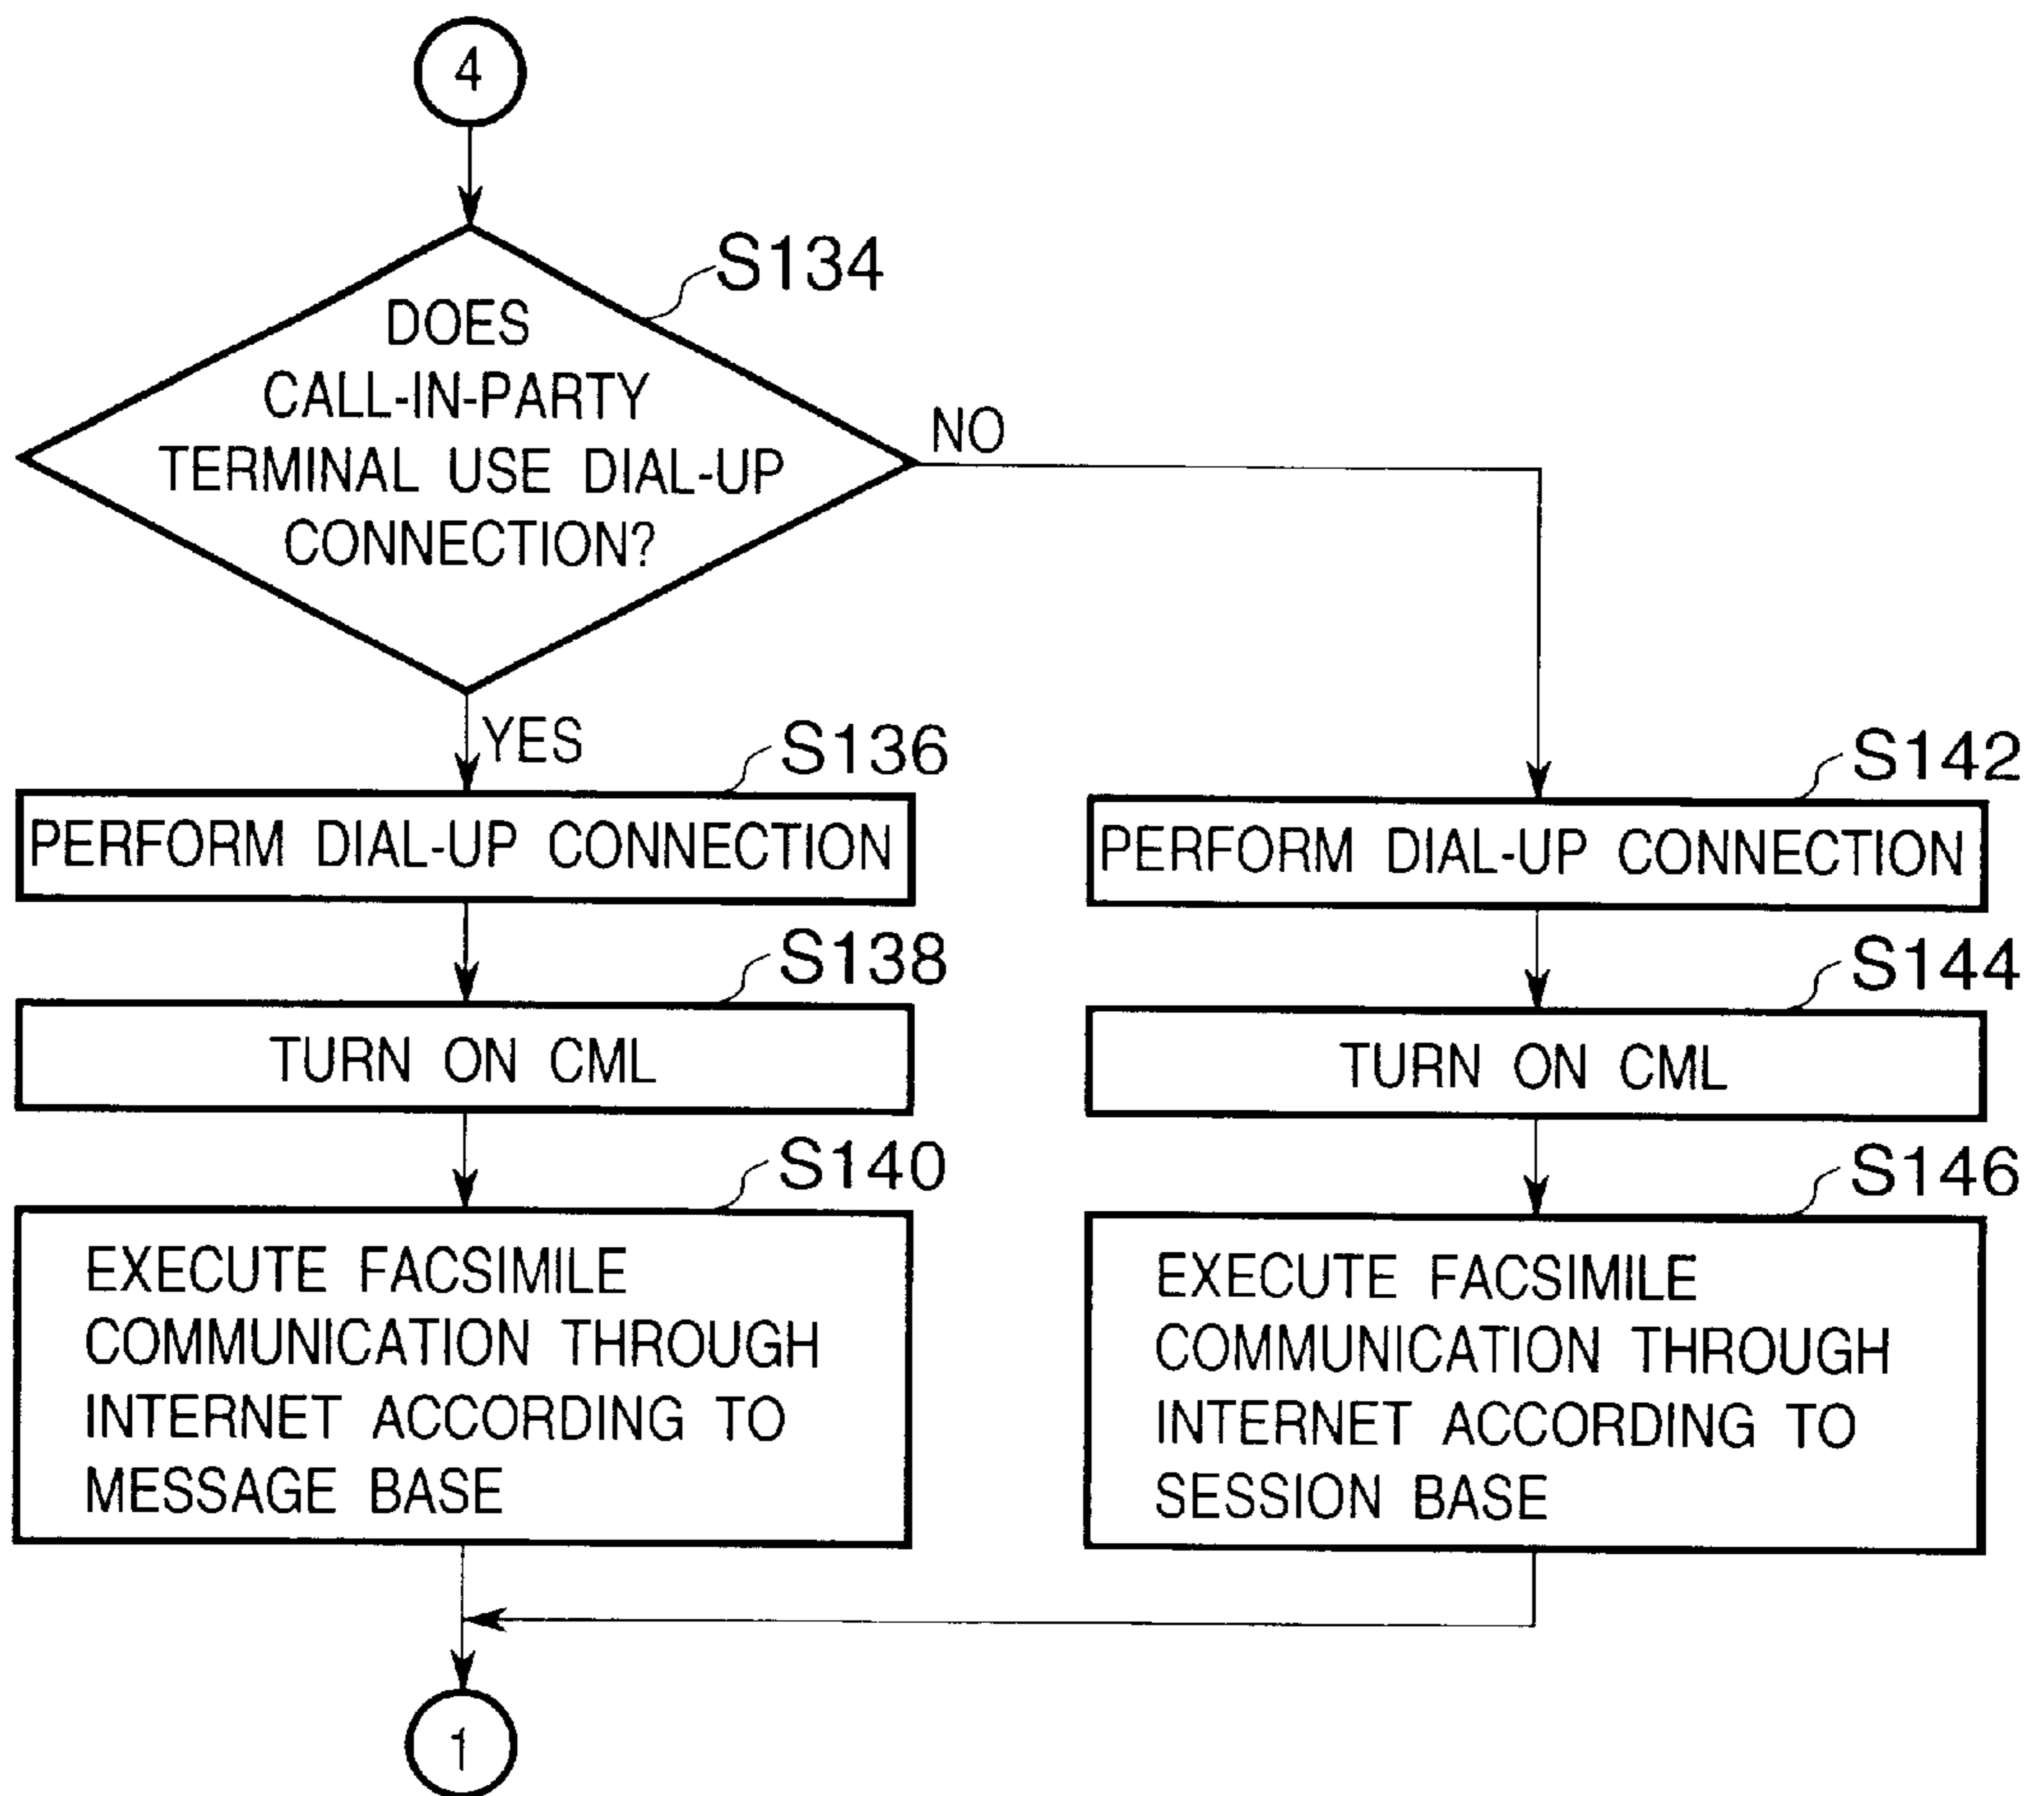 4
S134
DOES
CALL-IN-PARTY
TERMINAL USE DIAL-UP
CONNECTION?
NO
YES
S136
PERFORM DIAL-UP CONNECTION
S138
TURN ON CML
S140
EXECUTE FACSIMILE
COMMUNICATION THROUGH
INTERNET ACCORDING TO
MESSAGE BASE
S142
PERFORM DIAL-UP CONNECTION
S144
TURN ON CML
S146
EXECUTE FACSIMILE
COMMUNICATION THROUGH
INTERNET ACCORDING TO
SESSION BASE
1